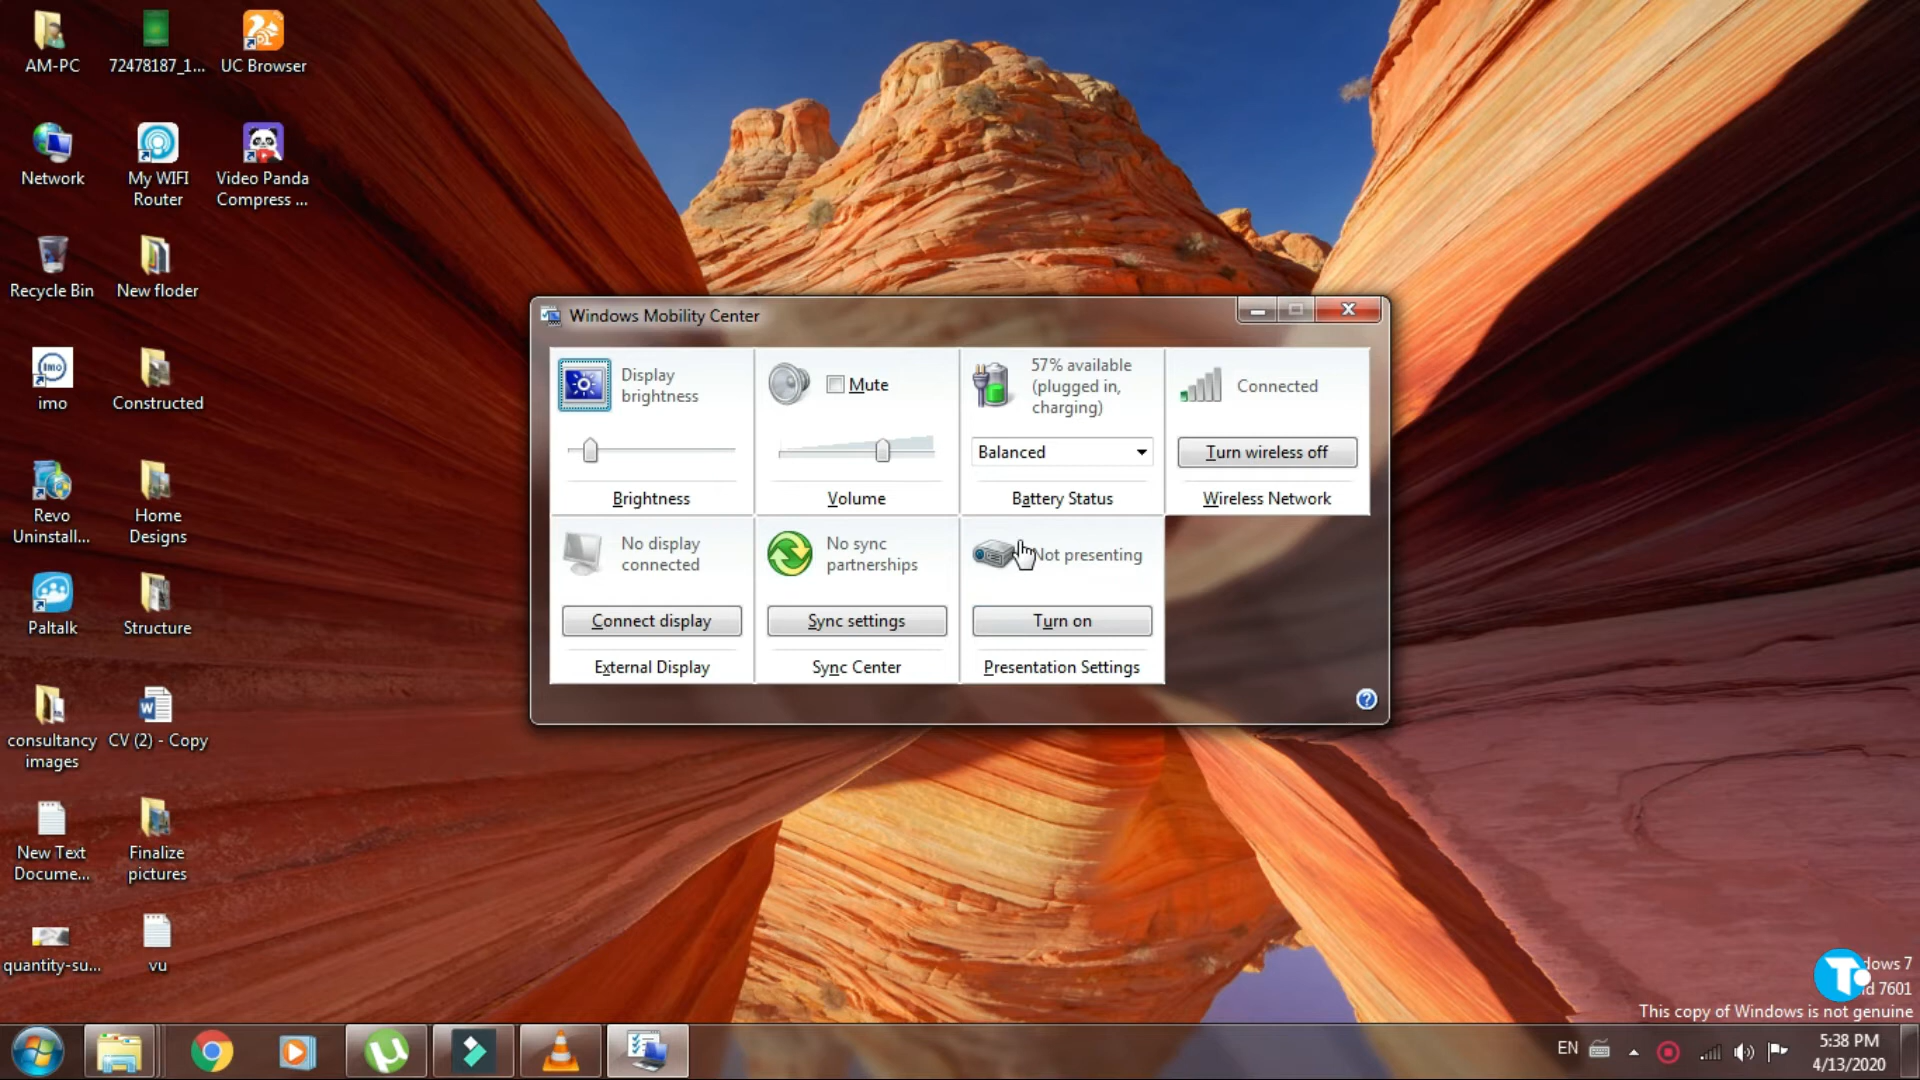 AM-PC
72478187_1...
UC Browser
Network
My WIFI
Router
Video Panda
Compress ...
Recycle Bin
New floder
imo
Constructed
Revo
Uninstall...
Home
Designs
Paltalk
Structure
consultancy
images
CV (2) - Copy
New Text
Docume...
Finalize
pictures
quantity-su...
vu
Windows Mobility Center
Display
brightness
Brightness
Mute
Volume
57% available
(plugged in,
charging)
Balanced
Battery Status
Connected
Turn wireless off
Wireless Network
No display
connected
Connect display
External Display
No sync
partnerships
Sync settings
Sync Center
Not presenting
Turn on
Presentation Settings
dows 7
d 7601
This copy of Windows is not genuine
EN
5:38 PM
4/13/2020